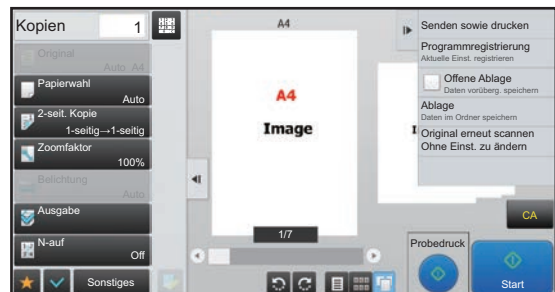 Kopien 1
Original
Auto A4
Papierwahl
Auto
2-seit. Kopie
1-seitig→1-seitig
Zoomfaktor
100%
Belichtung
Auto
Ausgabe
N-auf
Off
Sonstiges
A4
A4
Image
I
1/7
Senden sowie drucken
Programmregistrierung
Aktuelle Einst. registrieren
Offene Ablage
Daten vorüberg. speichern
Ablage
Daten im Ordner speichern
Original erneut scannen
Ohne Einst. zu ändern
CA
Probedruck
Start